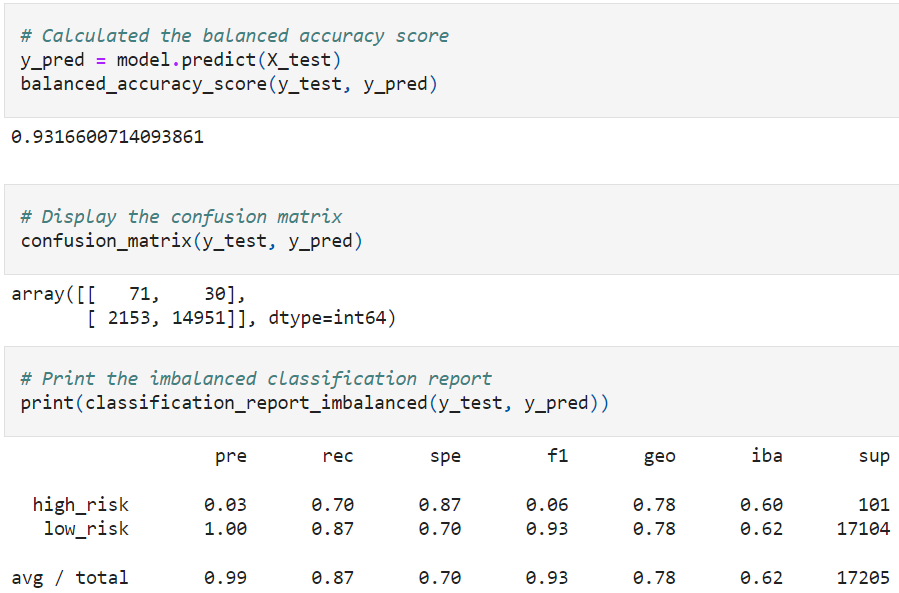 # Calculated the balanced accuracy score
y_pred = model.predict(X_test)
balanced_accuracy_score(y_test, y_pred)
0.9316600714093861
# Display the confusion matrix
confusion_matrix(y_test, y_pred)
array([[   71,    30],
       [ 2153, 14951]], dtype=int64)
# Print the imbalanced classification report
print(classification_report_imbalanced(y_test, y_pred))
pre rec spe f1 geo iba sup
high_risk 0.03 0.70 0.87 0.06 0.78 0.60 101
low_risk 1.00 0.87 0.70 0.93 0.78 0.62 17104
avg / total 0.99 0.87 0.70 0.93 0.78 0.62 17205